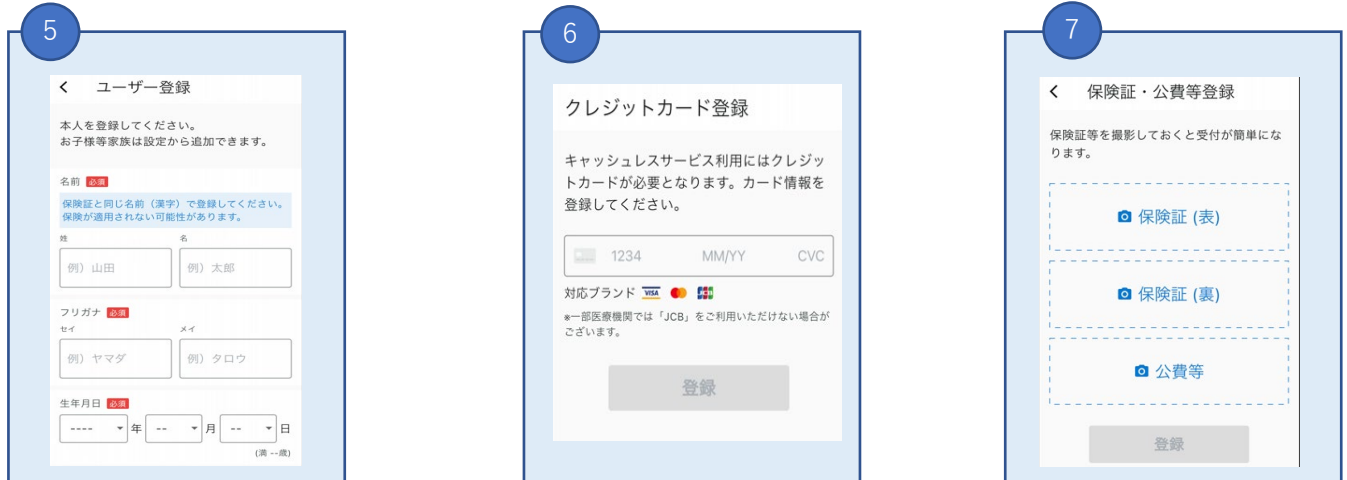 5
ユーザー登録
本人を登録してください。
お子様等家族は設定から追加できます。
名前 必須
保険証と同じ名前（漢字）で登録してください。
保険が適用されない可能性があります。
姓 名
例）山田 例）太郎
フリガナ 必須
セイ メイ
例）ヤマダ 例）タロウ
生年月日 必須
---- 年 -- 月 -- 日
(満 --歳)
6
クレジットカード登録
キャッシュレスサービス利用にはクレジッ
トカードが必要となります。カード情報を
登録してください。
1234 MM/YY CVC
対応ブランド VISA JCB
※一部医療機関では「JCB」をご利用いただけない場合が
ございます。
登録
7
保険証・公費等登録
保険証等を撮影しておくと受付が簡単にな
ります。
保険証 (表)
保険証 (裏)
公費等
登録